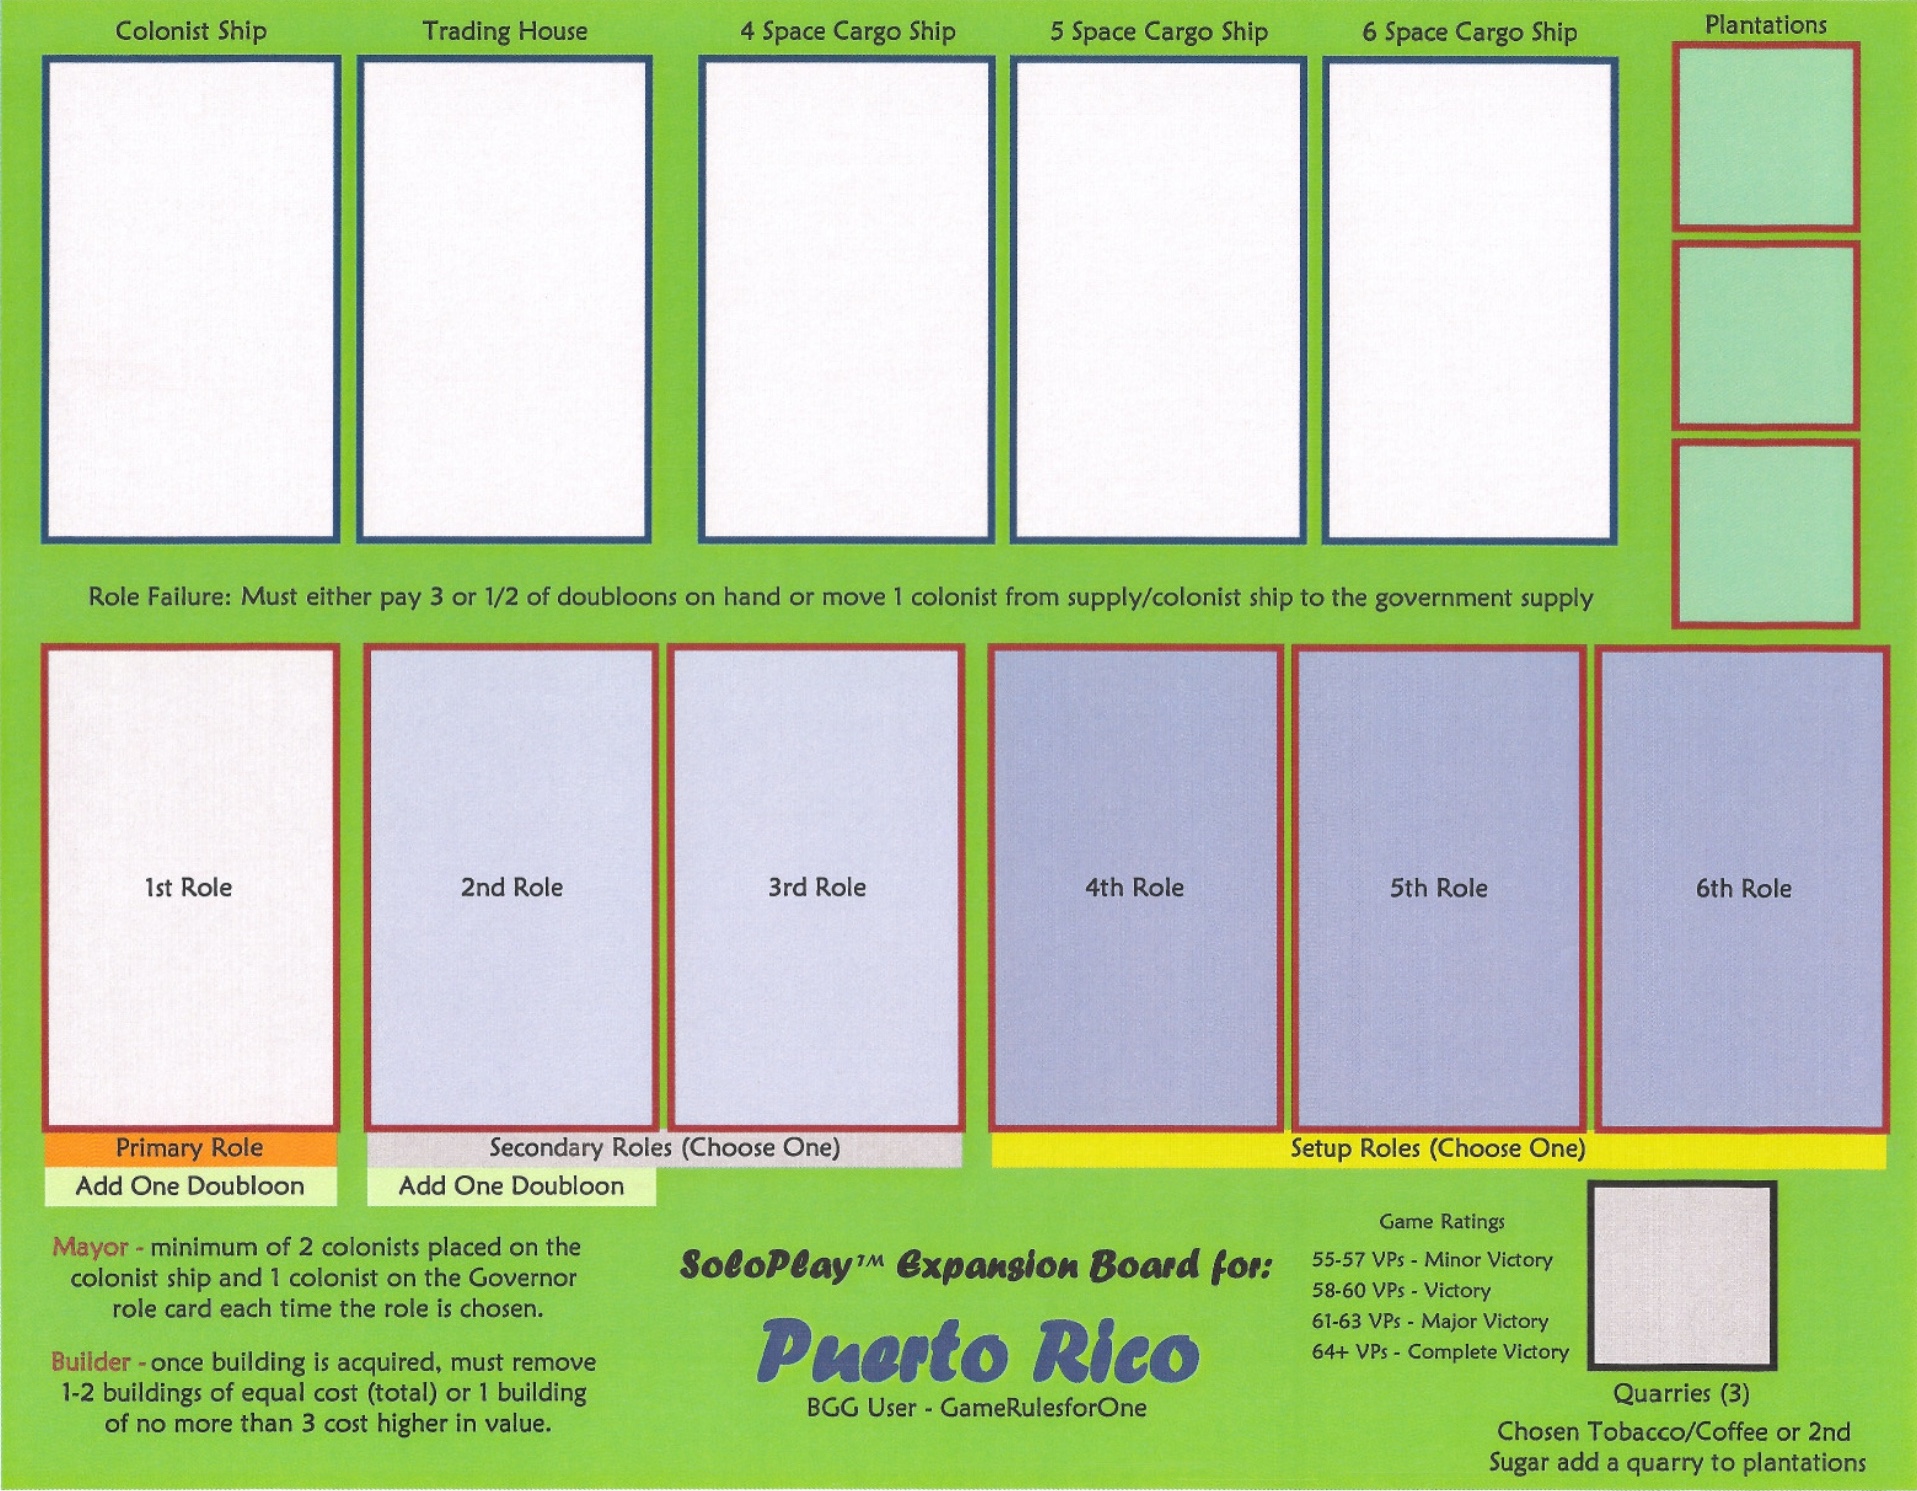 Colonist Ship
Trading House
4 Space Cargo Ship
5 Space Cargo Ship
6 Space Cargo Ship
Plantations
Role Failure: Must either pay 3 or 1/2 of doubloons on hand or move 1 colonist from supply/colonist ship to the government supply
1st Role
2nd Role
3rd Role
4th Role
5th Role
6th Role
Primary Role
Secondary Roles (Choose One)
Setup Roles (Choose One)
Add One Doubloon
Add One Doubloon
Mayor - minimum of 2 colonists placed on the
colonist ship and 1 colonist on the Governor
role card each time the role is chosen.
Builder - once building is acquired, must remove
1-2 buildings of equal cost (total) or 1 building
of no more than 3 cost higher in value.
SoloPlay™ Expansion Board for:
Puerto Rico
BGG User - GameRulesforOne
Game Ratings
55-57 VPs - Minor Victory
58-60 VPs - Victory
61-63 VPs - Major Victory
64+ VPs - Complete Victory
Quarries (3)
Chosen Tobacco/Coffee or 2nd
Sugar add a quarry to plantations